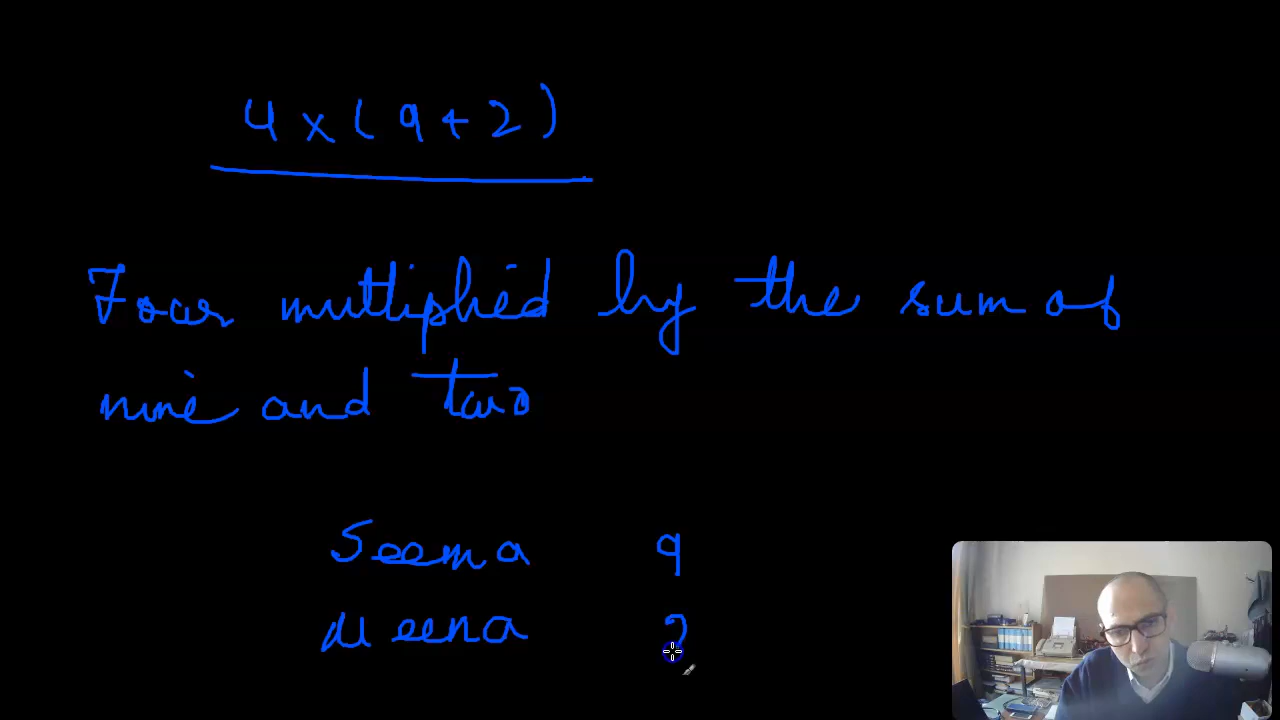 4 x ( 9 + 2 )
Four multiplied by the sum of
nine and two
Seema 9
Meena 2